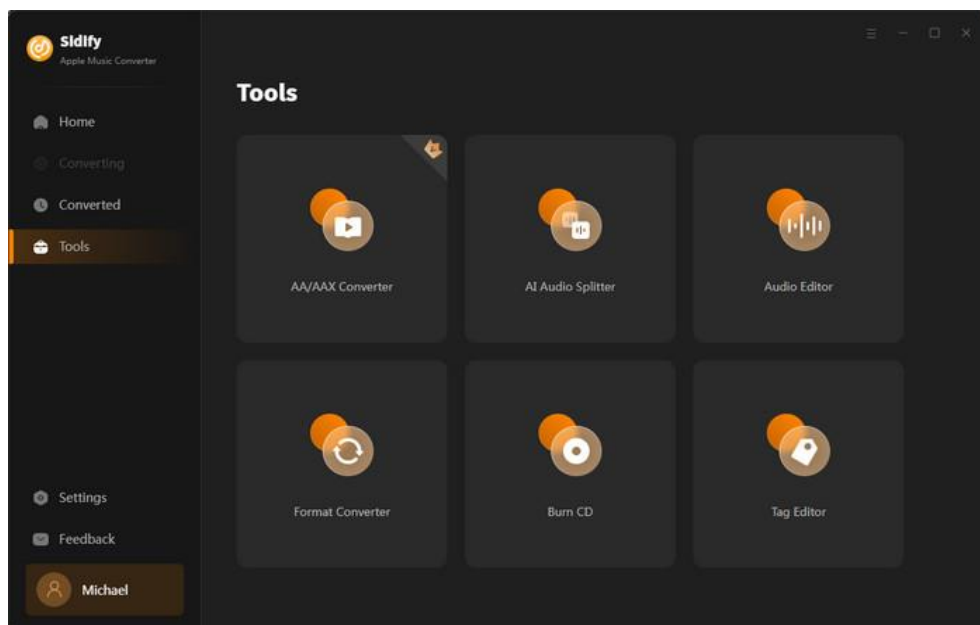 Sidify
Apple Music Converter
Home
Converting
Converted
Tools
Settings
Feedback
Michael
Tools
AA/AAX Converter
AI Audio Splitter
Audio Editor
Format Converter
Burn CD
Tag Editor